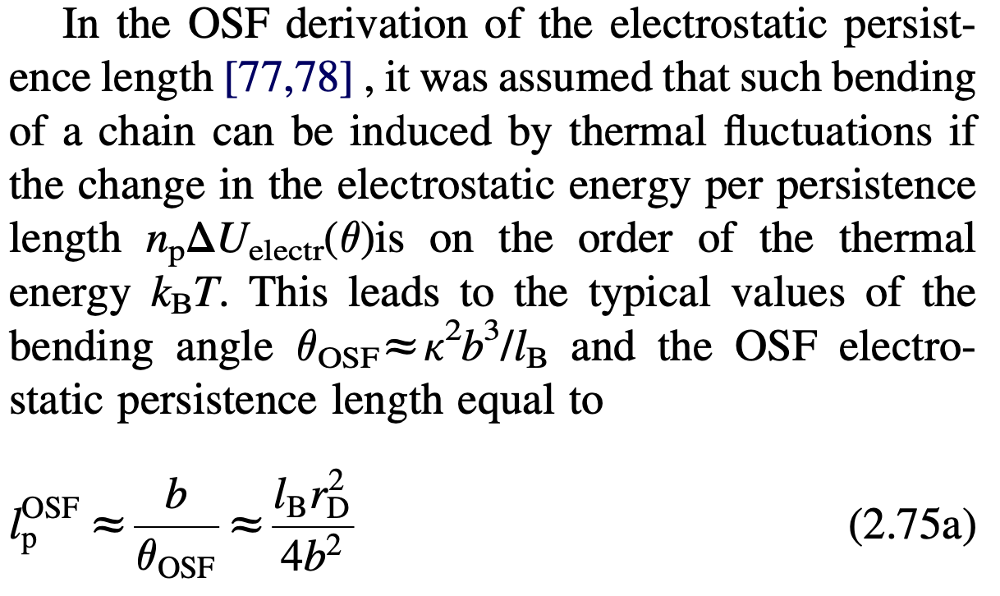 In the OSF derivation of the electrostatic persist-
ence length [77,78] , it was assumed that such bending
of a chain can be induced by thermal fluctuations if
the change in the electrostatic energy per persistence
length n_pΔU_electr(θ)is on the order of the thermal
energy k_BT. This leads to the typical values of the
bending angle θ_OSF≈κ²b³/l_B and the OSF electro-
static persistence length equal to
l_p^OSF ≈ b/θ_OSF ≈ l_B r_D²/4b² (2.75a)